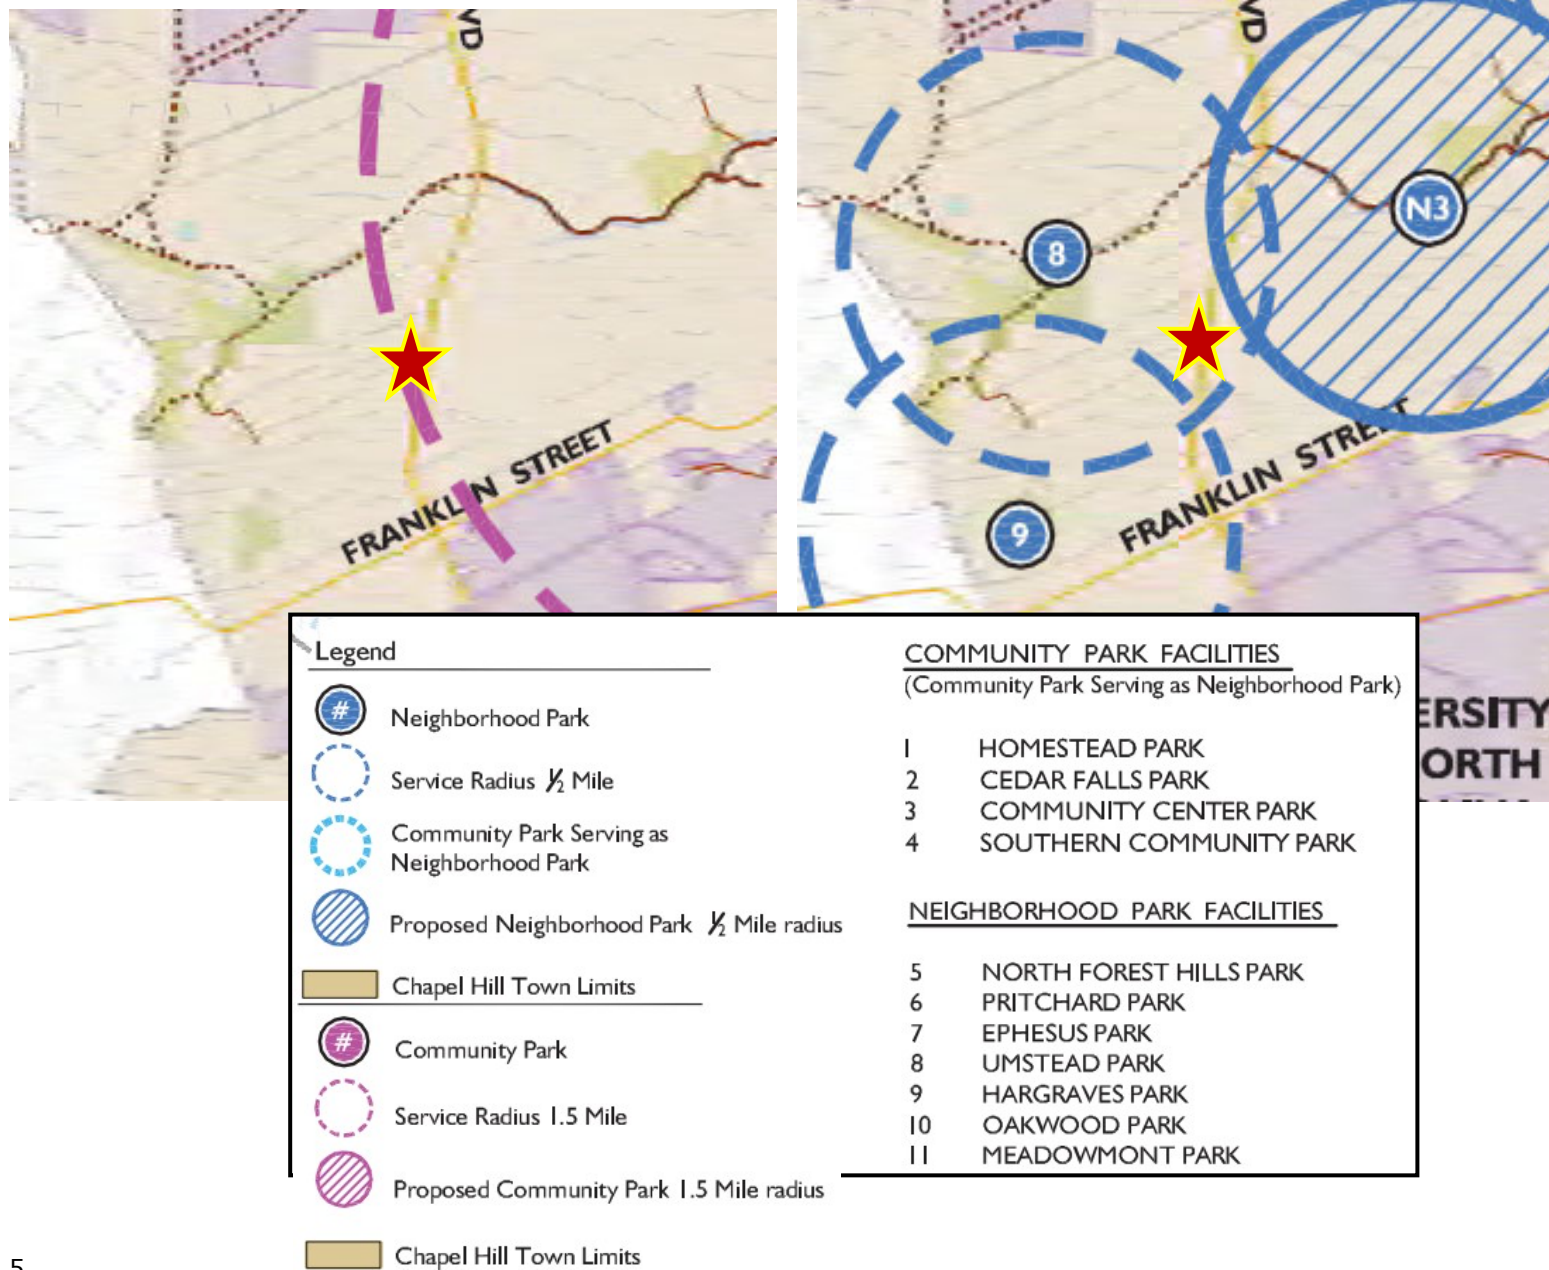 VD
FRANKLIN STREET
VD
N3
8
9
FRANKLIN STREET
ERSITY
ORTH
Legend
# Neighborhood Park
Service Radius ½ Mile
Community Park Serving as
Neighborhood Park
Proposed Neighborhood Park ½ Mile radius
Chapel Hill Town Limits
# Community Park
Service Radius 1.5 Mile
Proposed Community Park 1.5 Mile radius
Chapel Hill Town Limits
COMMUNITY PARK FACILITIES
(Community Park Serving as Neighborhood Park)
1 HOMESTEAD PARK
2 CEDAR FALLS PARK
3 COMMUNITY CENTER PARK
4 SOUTHERN COMMUNITY PARK
NEIGHBORHOOD PARK FACILITIES
5 NORTH FOREST HILLS PARK
6 PRITCHARD PARK
7 EPHESUS PARK
8 UMSTEAD PARK
9 HARGRAVES PARK
10 OAKWOOD PARK
11 MEADOWMONT PARK
5